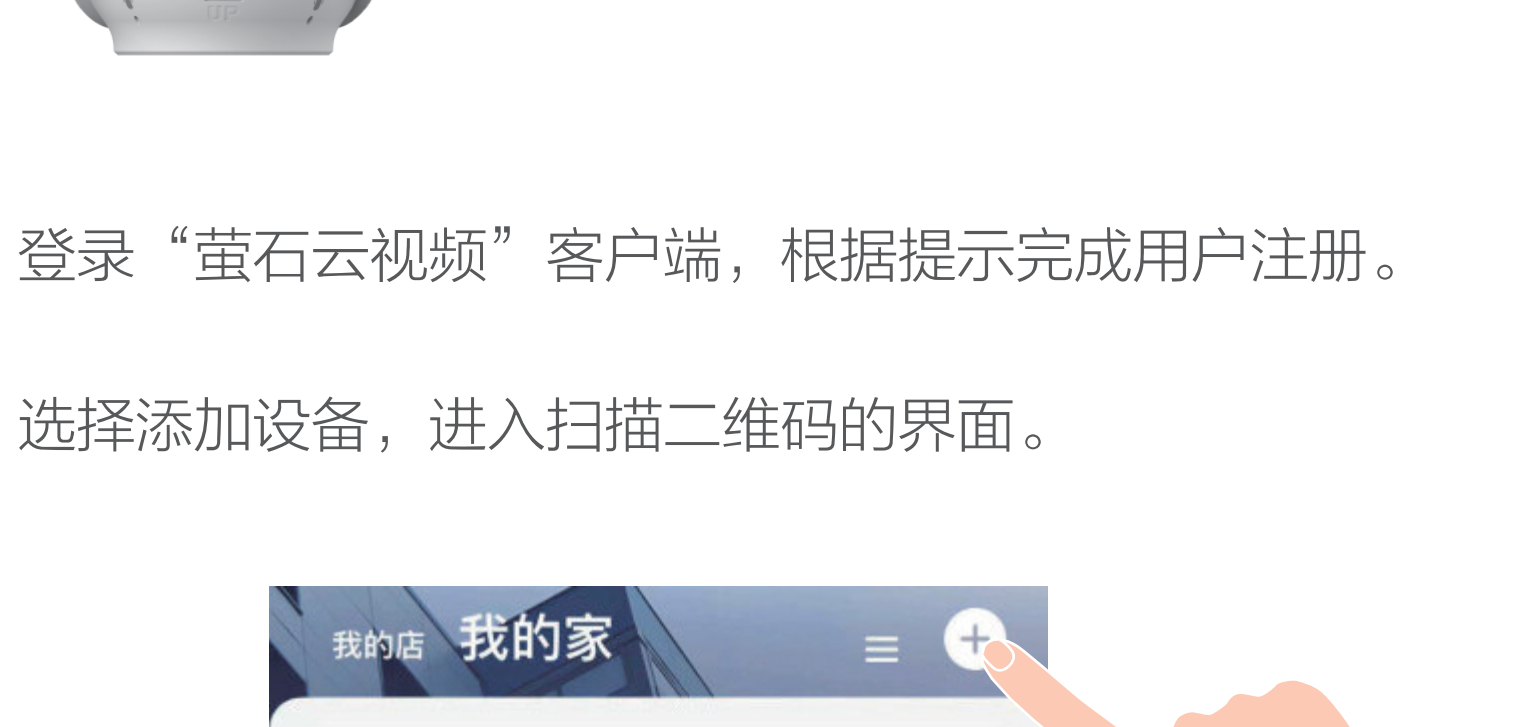 UP
登录“萤石云视频”客户端，根据提示完成用户注册。
选择添加设备，进入扫描二维码的界面。
我的店 我的家